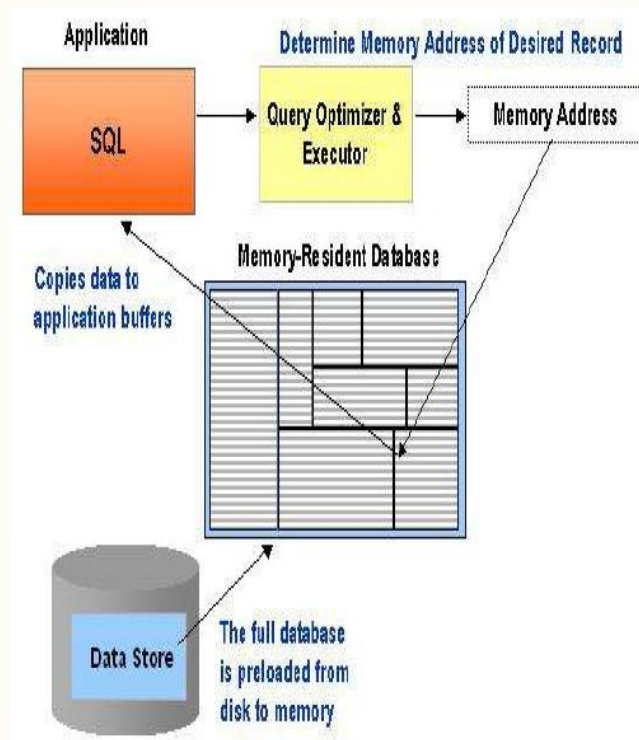 Application
Determine Memory Address of Desired Record
SQL
Query Optimizer &
Executor
Memory Address
Memory-Resident Database
Copies data to
application buffers
Data Store
The full database
is preloaded from
disk to memory